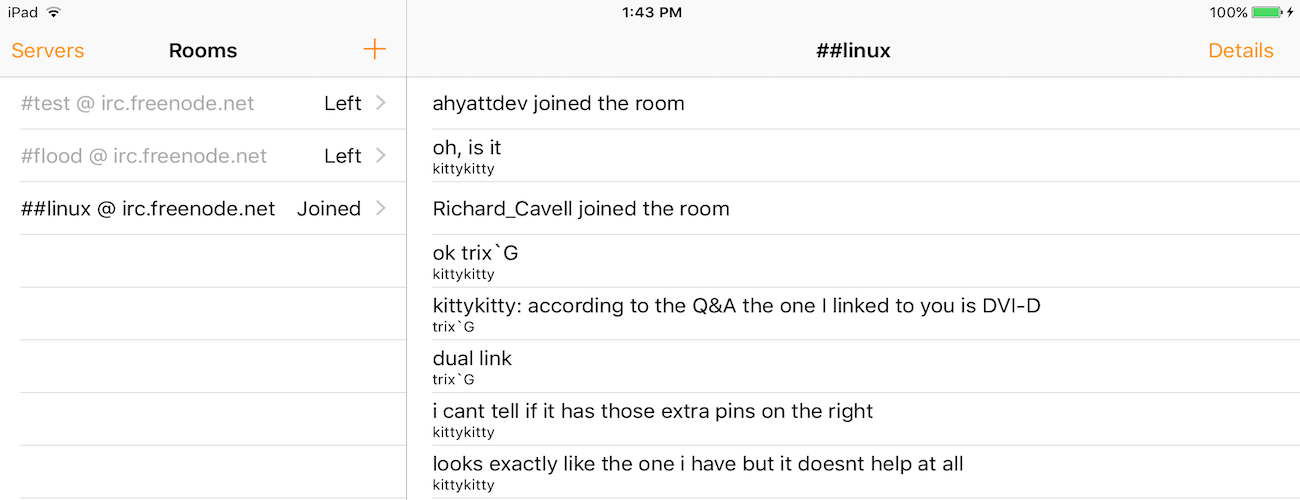 iPad 1:43 PM 100%
Servers Rooms + ##linux Details
#test @ irc.freenode.net Left
#flood @ irc.freenode.net Left
##linux @ irc.freenode.net Joined
ahyattdev joined the room
oh, is it
kittykitty
Richard_Cavell joined the room
ok trix`G
kittykitty
kittykitty: according to the Q&A the one I linked to you is DVI-D
trix`G
dual link
trix`G
i cant tell if it has those extra pins on the right
kittykitty
looks exactly like the one i have but it doesnt help at all
kittykitty